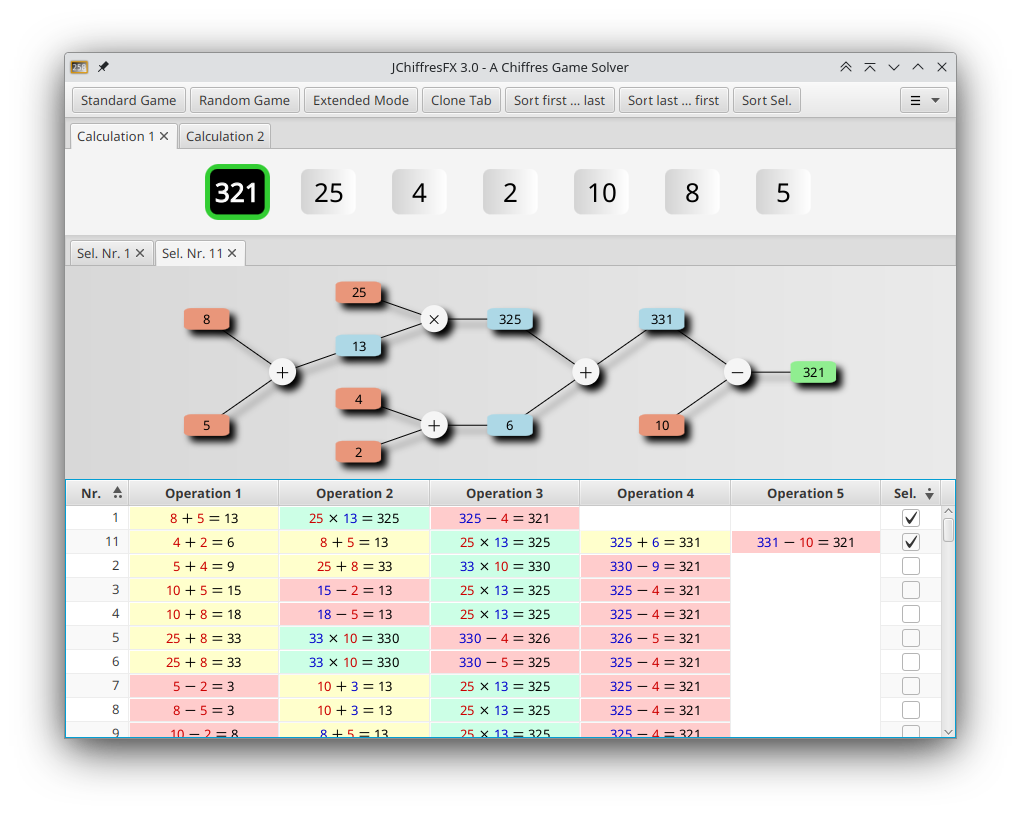 256
JChiffresFX 3.0 - A Chiffres Game Solver
Standard Game Random Game Extended Mode Clone Tab Sort first ... last Sort last ... first Sort Sel.
Calculation 1 Calculation 2
321 25 4 2 10 8 5
Sel. Nr. 1 Sel. Nr. 11
25
8 × 325 331
13
+ + − 321
4
5 + 6 10
2
Nr. Operation 1 Operation 2 Operation 3 Operation 4 Operation 5 Sel.
1 8 + 5 = 13 25 × 13 = 325 325 − 4 = 321
11 4 + 2 = 6 8 + 5 = 13 25 × 13 = 325 325 + 6 = 331 331 − 10 = 321
2 5 + 4 = 9 25 + 8 = 33 33 × 10 = 330 330 − 9 = 321
3 10 + 5 = 15 15 − 2 = 13 25 × 13 = 325 325 − 4 = 321
4 10 + 8 = 18 18 − 5 = 13 25 × 13 = 325 325 − 4 = 321
5 25 + 8 = 33 33 × 10 = 330 330 − 4 = 326 326 − 5 = 321
6 25 + 8 = 33 33 × 10 = 330 330 − 5 = 325 325 − 4 = 321
7 5 − 2 = 3 10 + 3 = 13 25 × 13 = 325 325 − 4 = 321
8 8 − 5 = 3 10 + 3 = 13 25 × 13 = 325 325 − 4 = 321
9 10 − 2 = 8 8 + 5 = 13 25 × 13 = 325 325 − 4 = 321